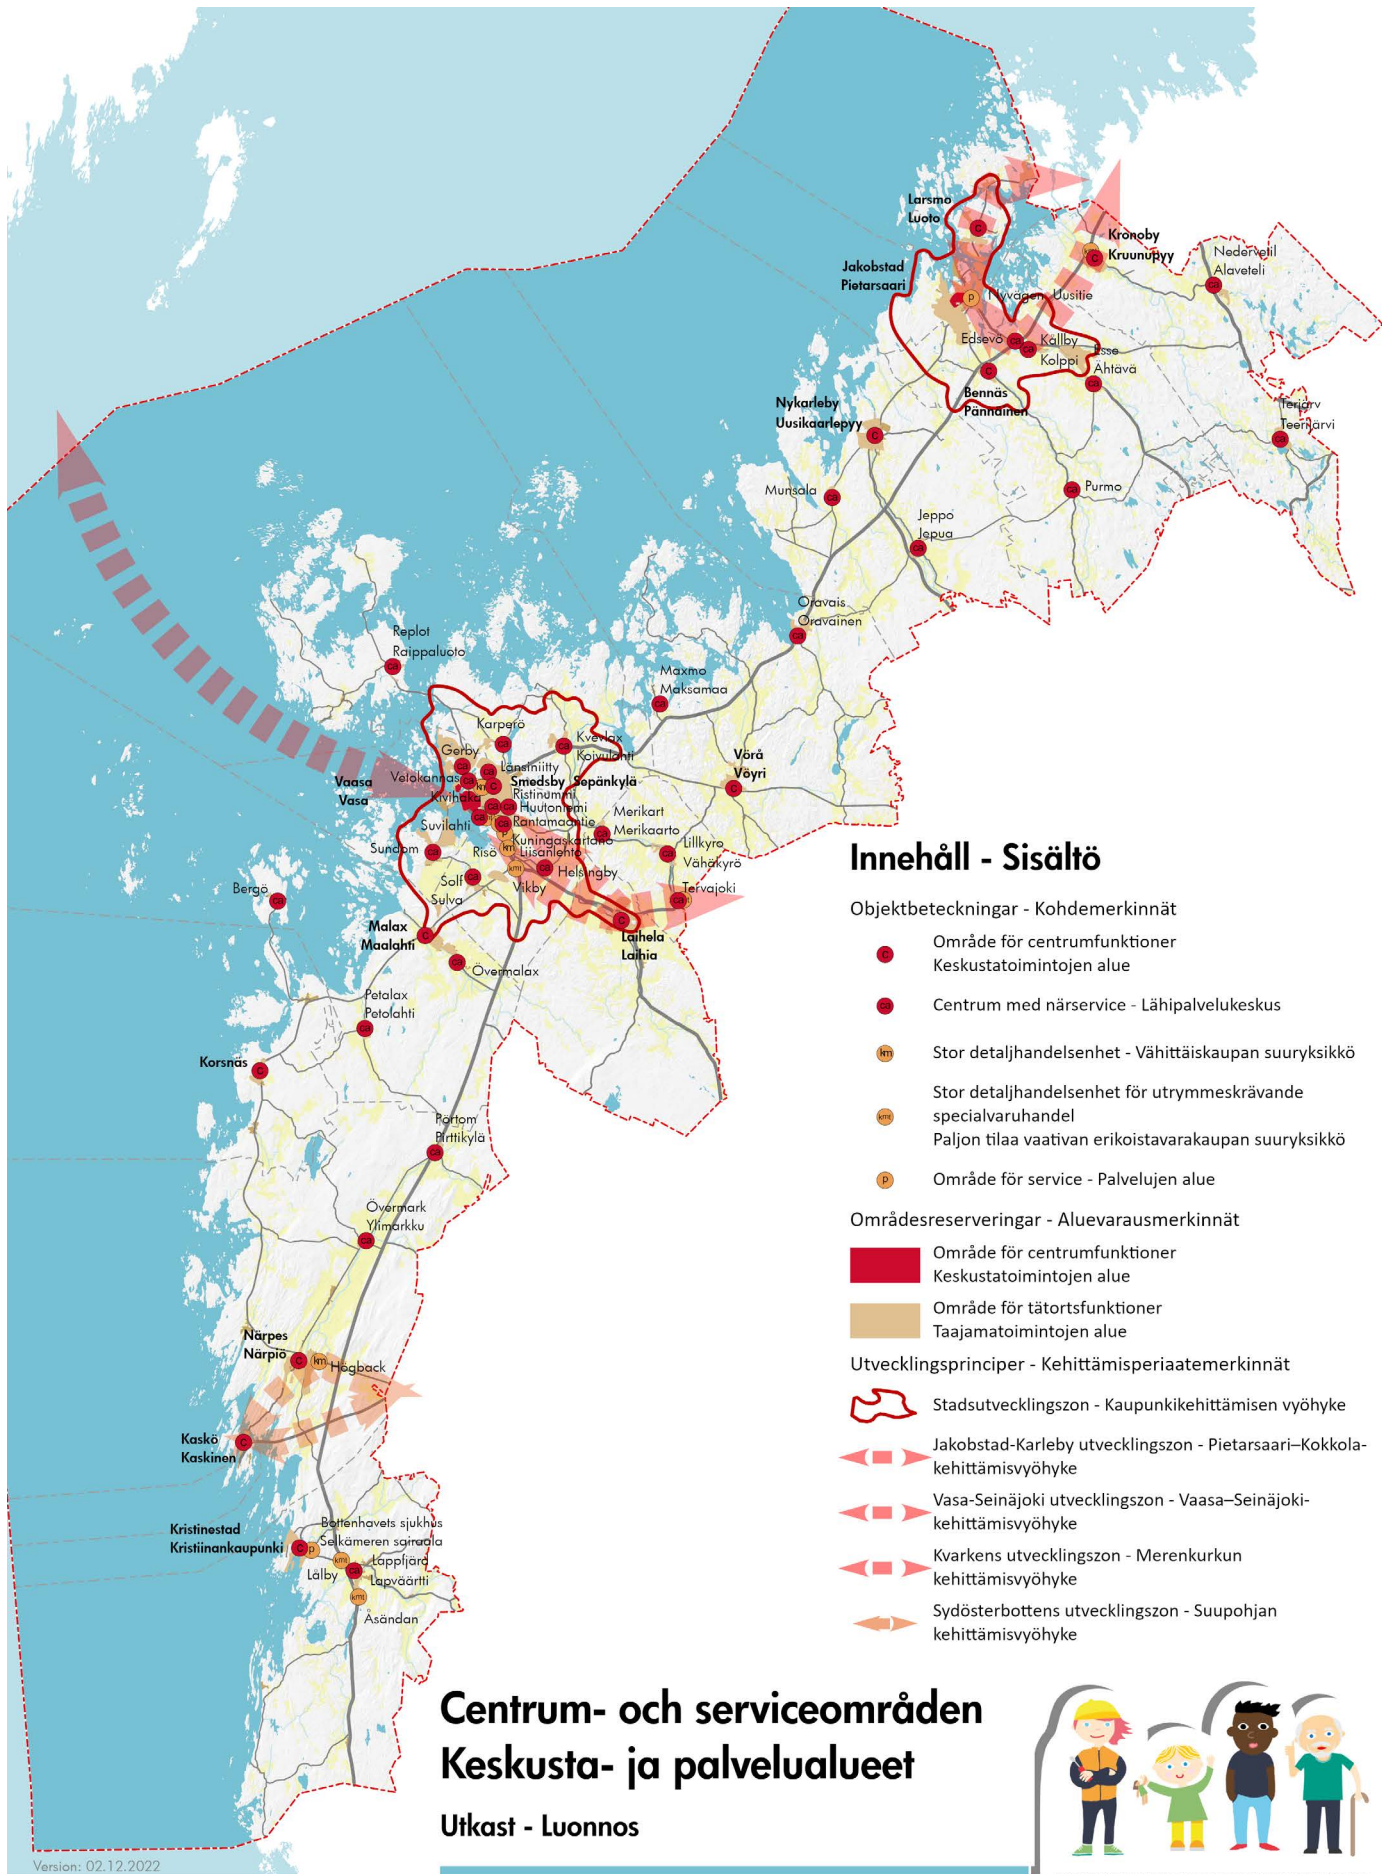 Larsmo
Luoto
Kronoby
Kruunupyy
Nedervetil
Alaveteli
Jakobstad
Pietarsaari
P
Nyvägen Uusitie
Edsevö
Källby
Kolppi
Esse
Ahtävä
Bennäs
Pännäinen
Nykarleby
Uusikaarlepyy
Terjärv
Teerijärvi
Munsala
Purmo
Jeppo
Jepua
Oravais
Oravainen
Replot
Raippaluoto
Maxmo
Maksamaa
Karperö
Kvevlax
Koivulahti
Gerby
Länsiniitty
Vörå
Vöyri
Vetokannas
Smedsby Sepänkylä
Vaasa
Vasa
Kivihaka
Ristinummi
Huutoniemi
Suvilahti
Rantamaantie
Merikart
Merikaarto
Kuningaskartano
Sundom
Risö
Liisanlehto
Lillkyro
Vähäkyrö
Helsingby
Solf
Sulva
Vikby
Tervajoki
Bergö
Malax
Maalahti
Laihela
Laihia
Övermalax
Petalax
Petolahti
Korsnäs
Pörtom
Pirttikylä
Övermark
Ylimarkku
Närpes
Närpiö
Högback
Kaskö
Kaskinen
Kristinestad
Kristiinankaupunki
Bottenhavets sjukhus
Selkämeren sairaala
Lålby
Lappfjärd
Lapväärtti
Åsändan
Innehåll - Sisältö
Objektbeteckningar - Kohdemerkinnät
C
Område för centrumfunktioner
Keskustatoimintojen alue
ca
Centrum med närservice - Lähipalvelukeskus
km
Stor detaljhandelsenhet - Vähittäiskaupan suuryksikkö
kmt
Stor detaljhandelsenhet för utrymmeskrävande
specialvaruhandel
Paljon tilaa vaativan erikoistavarakaupan suuryksikkö
P
Område för service - Palvelujen alue
Områdesreserveringar - Aluevarausmerkinnät
Område för centrumfunktioner
Keskustatoimintojen alue
Område för tätortsfunktioner
Taajamatoimintojen alue
Utvecklingsprinciper - Kehittämisperiaatemerkinnät
Stadsutvecklingszon - Kaupunkikehittämisen vyöhyke
Jakobstad-Karleby utvecklingszon - Pietarsaari–Kokkola-
kehittämisvyöhyke
Vasa-Seinäjoki utvecklingszon - Vaasa–Seinäjoki-
kehittämisvyöhyke
Kvarkens utvecklingszon - Merenkurkun
kehittämisvyöhyke
Sydösterbottens utvecklingszon - Suupohjan
kehittämisvyöhyke
Centrum- och serviceområden
Keskusta- ja palvelualueet
Utkast - Luonnos
Version: 02.12.2022